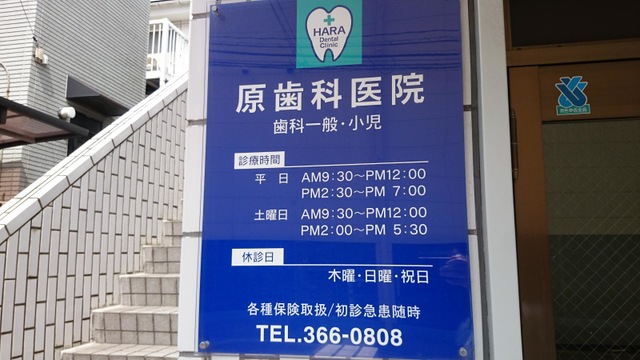 HARA
Dental
Clinic
原歯科医院
歯科一般・小児
診療時間
平 日 AM9:30～PM12:00
PM2:30～PM 7:00
土曜日 AM9:30～PM12:00
PM2:00～PM 5:30
休診日
木曜・日曜・祝日
各種保険取扱/初診急患随時
TEL.366-0808